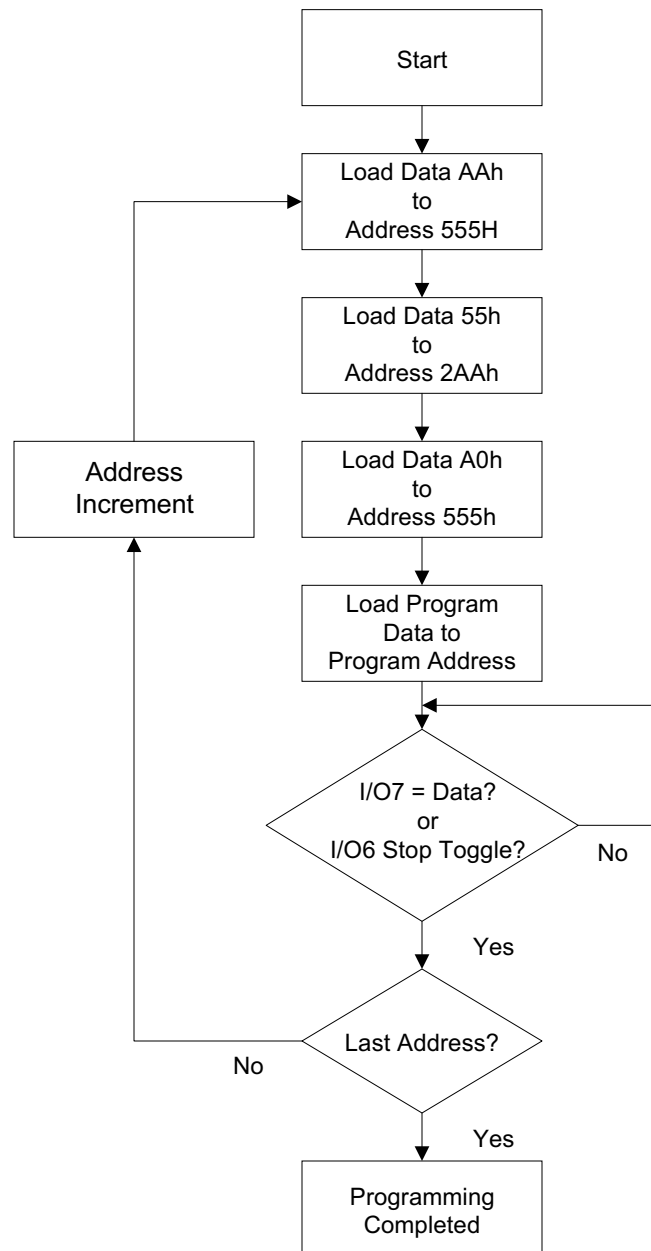 Start
Load Data AAh
to
Address 555H
Load Data 55h
to
Address 2AAh
Address
Increment
Load Data A0h
to
Address 555h
Load Program
Data to
Program Address
I/O7 = Data?
or
I/O6 Stop Toggle?
No
Yes
Last Address?
No
Yes
Programming
Completed